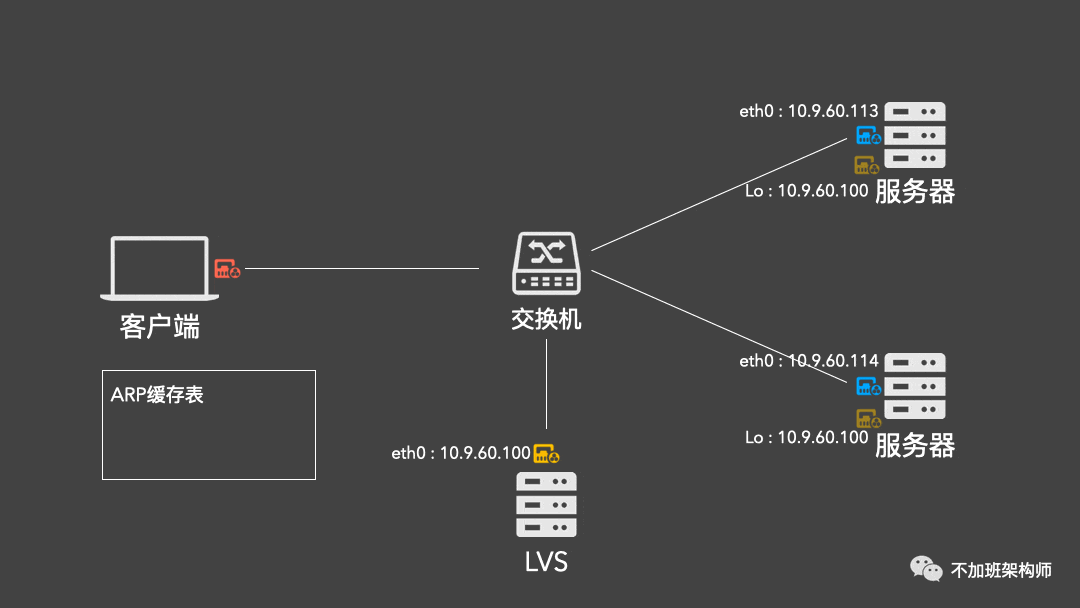 eth0 : 10.9.60.113
Lo : 10.9.60.100
服务器
客户端
交换机
ARP缓存表
eth0 : 10.9.60.114
Lo : 10.9.60.100
服务器
eth0 : 10.9.60.100
LVS
不加班架构师